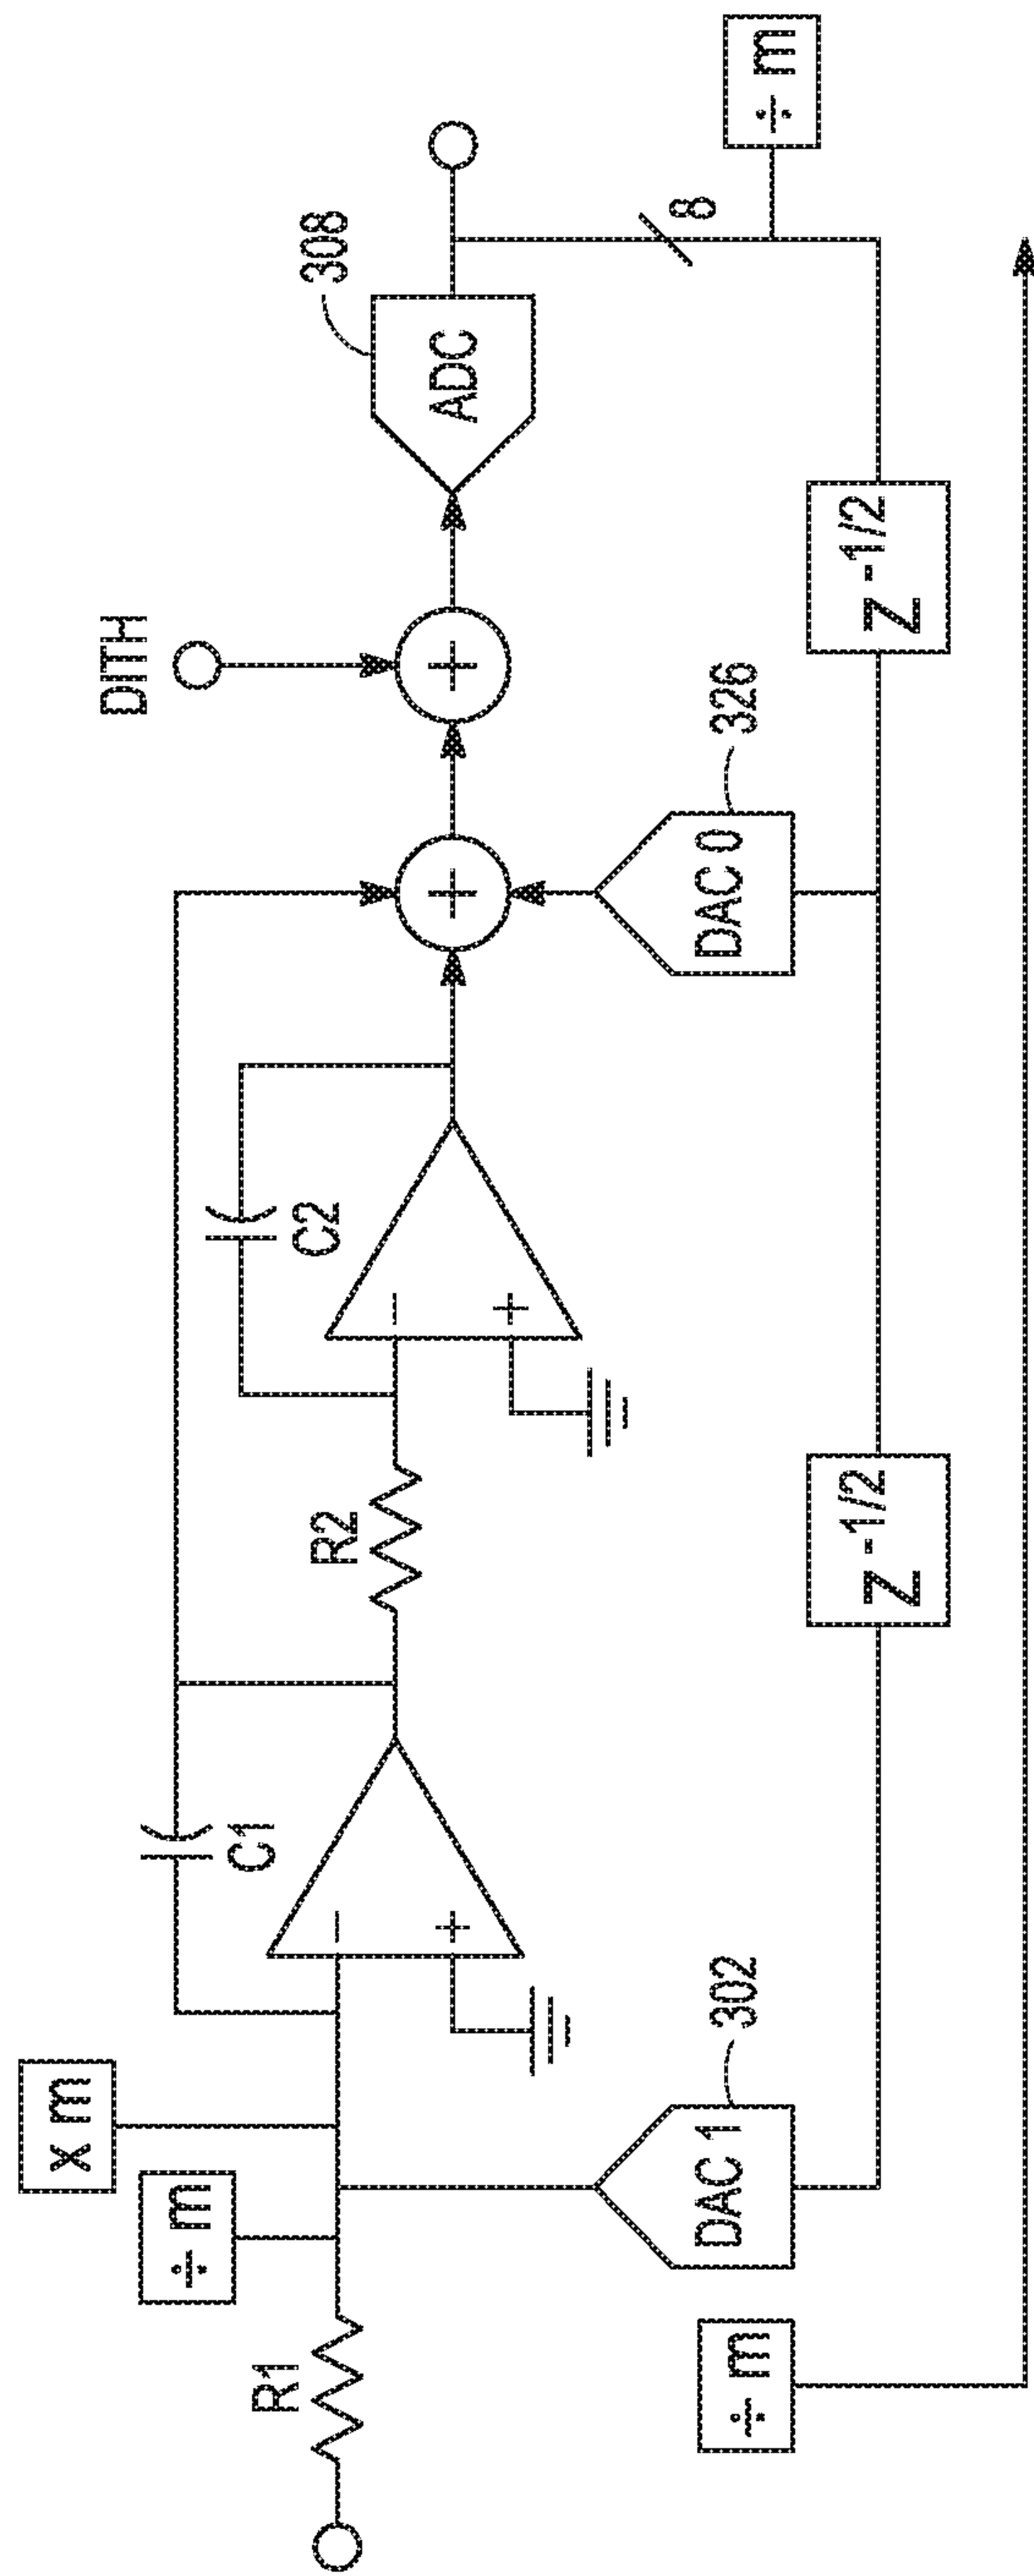 DITH
308
ADC
8
÷ m
C1
C2
x m
÷ m
R1
R2
-
+
-
+
+
+
DAC 1
302
DAC 0
326
÷ m
Z -1/2
Z -1/2